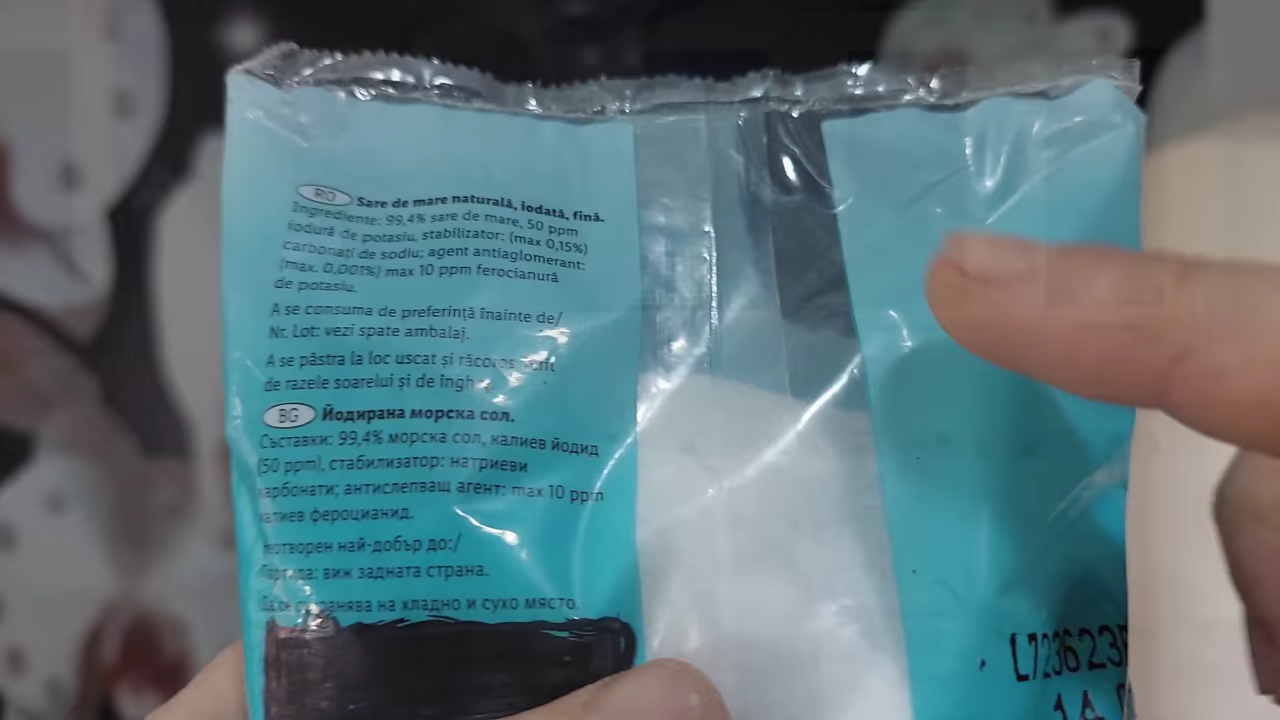 RO Sare de mare naturală, iodată, fină.
Ingrediente: 99,4% sare de mare, 50 ppm
iodură de potasiu, stabilizator: (max 0,15%)
carbonați de sodiu; agent antiaglomerant:
(max. 0,001%) max 10 ppm ferocianură
de potasiu.
A se consuma de preferință înainte de/
Nr. Lot: vezi spate ambalaj.
A se păstra la loc uscat și răcoros
de razele soarelui și de
BG Йодирана морска сол.
Съставки: 99,4% морска сол, калиев йодид
(50 ppm), стабилизатор: натриеви
карбонати; антислепващ агент: max 10 ppm
калиев фероцианид.
най-добър до:/
виж задната страна.
на хладно и сухо място.
L723623
14